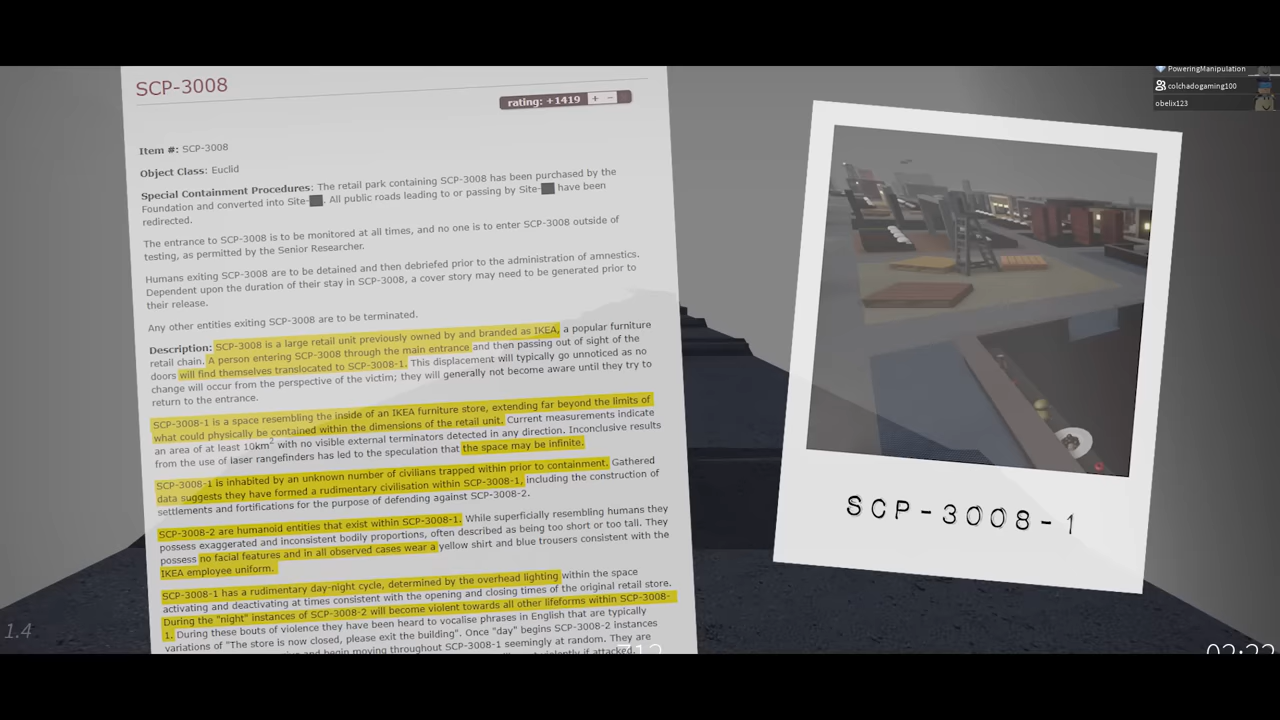 SCP-3008
rating: +1419 + −
Item #: SCP-3008
Object Class: Euclid
Special Containment Procedures: The retail park containing SCP-3008 has been purchased by the
Foundation and converted into Site-██. All public roads leading to or passing by Site-██ have been
redirected.
The entrance to SCP-3008 is to be monitored at all times, and no one is to enter SCP-3008 outside of
testing, as permitted by the Senior Researcher.
Humans exiting SCP-3008 are to be detained and then debriefed prior to the administration of amnestics.
Dependent upon the duration of their stay in SCP-3008, a cover story may need to be generated prior to
their release.
Any other entities exiting SCP-3008 are to be terminated.
Description: SCP-3008 is a large retail unit previously owned by and branded as IKEA, a popular furniture
retail chain. A person entering SCP-3008 through the main entrance and then passing out of sight of the
doors will find themselves translocated to SCP-3008-1. This displacement will typically go unnoticed as no
change will occur from the perspective of the victim; they will generally not become aware until they try to
return to the entrance.
SCP-3008-1 is a space resembling the inside of an IKEA furniture store, extending far beyond the limits of
what could physically be contained within the dimensions of the retail unit. Current measurements indicate
an area of at least 10km² with no visible external terminators detected in any direction. Inconclusive results
from the use of laser rangefinders has led to the speculation that the space may be infinite.
SCP-3008-1 is inhabited by an unknown number of civilians trapped within prior to containment. Gathered
data suggests they have formed a rudimentary civilisation within SCP-3008-1, including the construction of
settlements and fortifications for the purpose of defending against SCP-3008-2.
SCP-3008-2 are humanoid entities that exist within SCP-3008-1. While superficially resembling humans they
possess exaggerated and inconsistent bodily proportions, often described as being too short or too tall. They
possess no facial features and in all observed cases wear a yellow shirt and blue trousers consistent with the
IKEA employee uniform.
SCP-3008-1 has a rudimentary day-night cycle, determined by the overhead lighting within the space
activating and deactivating at times consistent with the opening and closing times of the original retail store.
During the "night" instances of SCP-3008-2 will become violent towards all other lifeforms within SCP-3008-
1. During these bouts of violence they have been heard to vocalise phrases in English that are typically
variations of "The store is now closed, please exit the building". Once "day" begins SCP-3008-2 instances
and begin moving throughout SCP-3008-1 seemingly at random. They are
violently if attacked.
SCP-3008-1
PoweringManipulation
colchadogaming100
obelix123
1.4